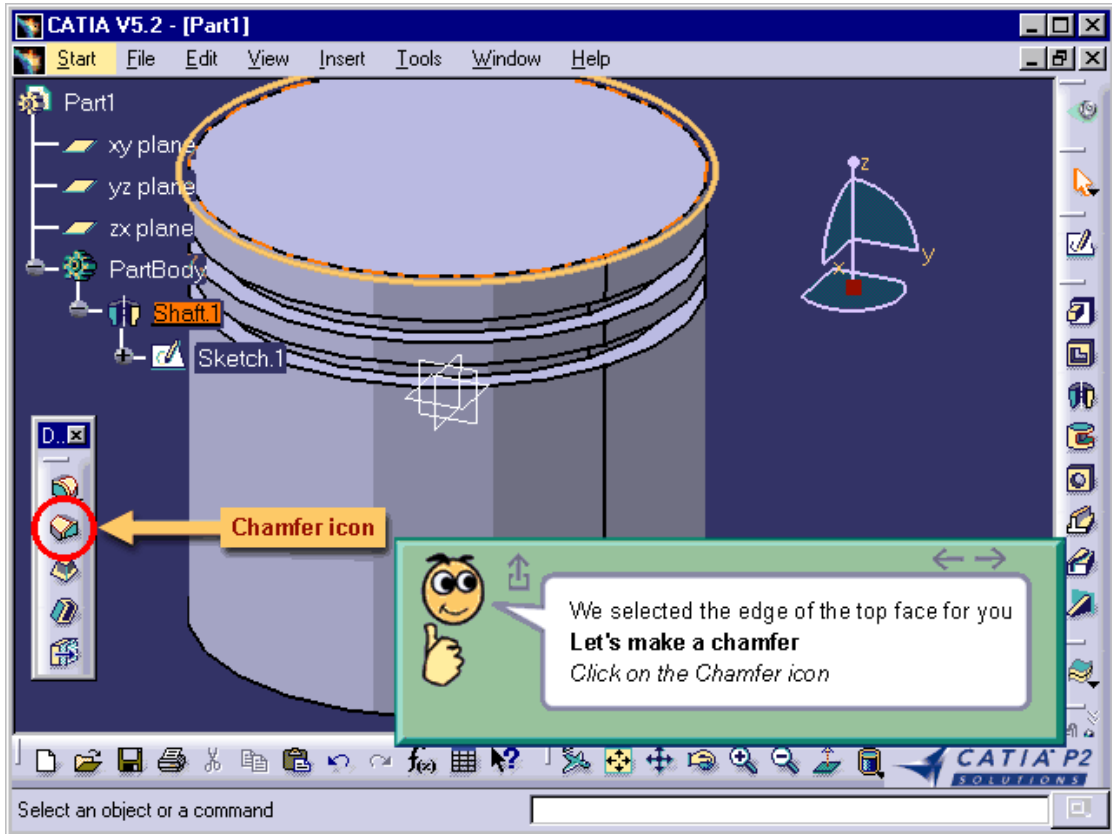 CATIA V5.2 - [Part1]
Start File Edit View Insert Tools Window Help
Part1
xy plane
yz plane
zx plane
PartBody
Shaft.1
Sketch.1
z
y
x
D..
Chamfer icon
We selected the edge of the top face for you
Let's make a chamfer
Click on the Chamfer icon
f(x)
CATIA P2
SOLUTIONS
Select an object or a command